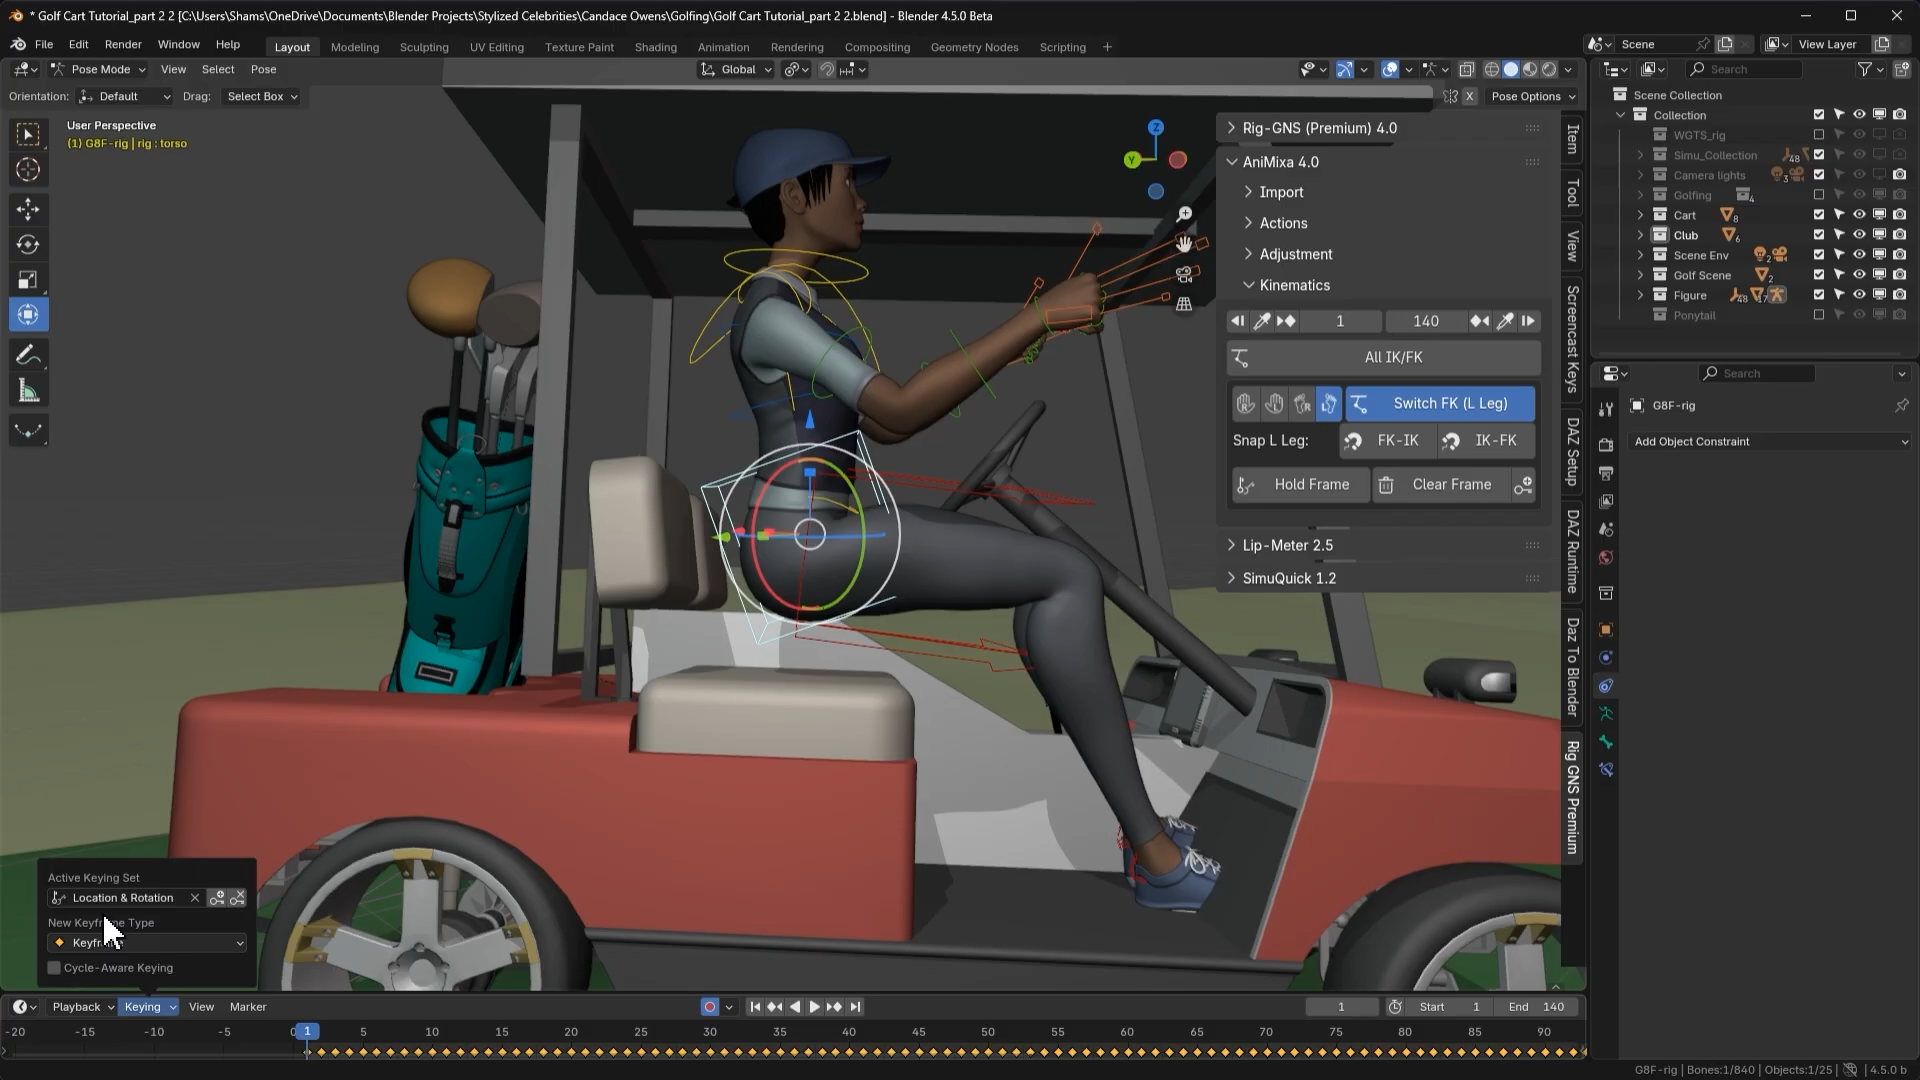 * Golf Cart Tutorial_part 2 2 [C:\Users\Shams\OneDrive\Documents\Blender Projects\Stylized Celebrities\Candace Owens\Golfing\Golf Cart Tutorial_part 2 2.blend] - Blender 4.5.0 Beta
File Edit Render Window Help Layout Modeling Sculpting UV Editing Texture Paint Shading Animation Rendering Compositing Geometry Nodes Scripting + Scene View Layer
Pose Mode View Select Pose Global Search
Orientation: Default Drag: Select Box X Pose Options
Scene Collection
Collection
WGTS_rig
Simu_Collection 48
Camera lights 3
Golfing 4
Cart 8
Club 6
Scene Env 2
Golf Scene 2
Figure 48 17
Ponytail
User Perspective
(1) G8F-rig | rig : torso
Z
Y
Rig-GNS (Premium) 4.0
AniMixa 4.0
Import
Actions
Adjustment
Kinematics
1 140
All IK/FK
Switch FK (L Leg)
Snap L Leg: FK-IK IK-FK
Hold Frame Clear Frame
Lip-Meter 2.5
SimuQuick 1.2
Item
Tool
View
Screencast Keys
DAZ Setup
DAZ Runtime
Daz To Blender
Rig GNS Premium
Search
G8F-rig
Add Object Constraint
Active Keying Set
Location & Rotation
New Keyframe Type
Cycle-Aware Keying
Playback Keying View Marker 1 Start 1 End 140
-20 -15 -10 -5 0 1 5 10 15 20 25 30 35 40 45 50 55 60 65 70 75 80 85 90
G8F-rig | Bones:1/840 | Objects:1/25 | 4.5.0 b